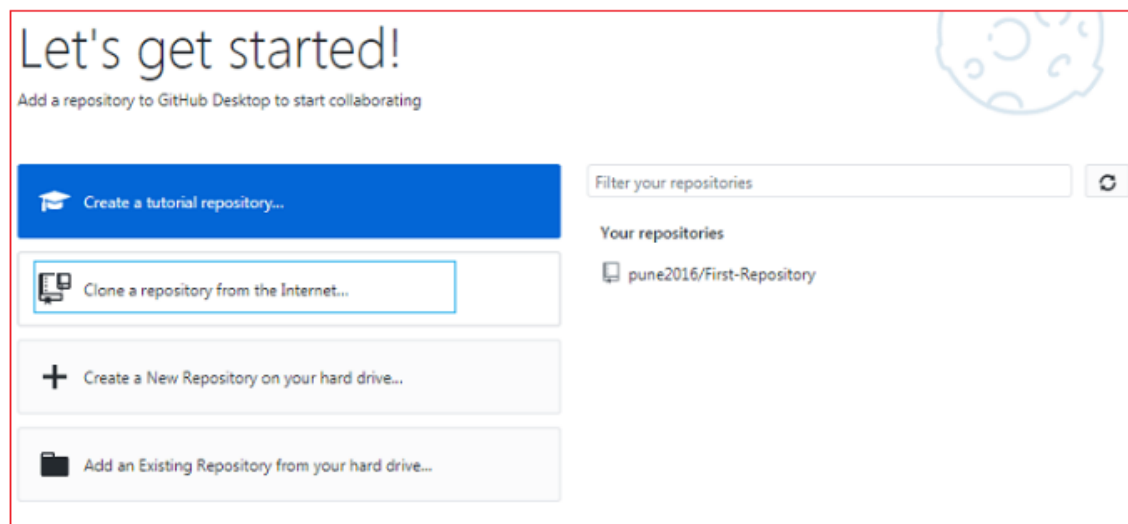 Let's get started!
Add a repository to GitHub Desktop to start collaborating
Create a tutorial repository...
Clone a repository from the Internet...
Create a New Repository on your hard drive...
Add an Existing Repository from your hard drive...
Filter your repositories
Your repositories
pune2016/First-Repository